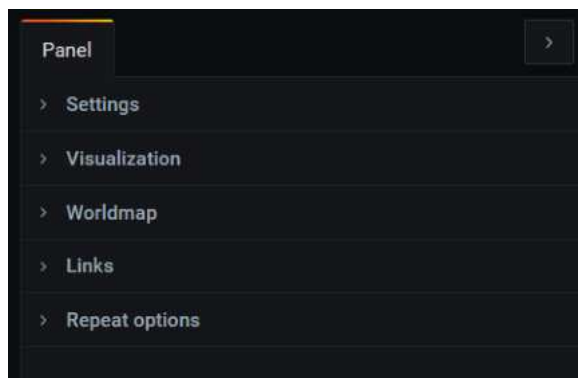 Panel
Settings
Visualization
Worldmap
Links
Repeat options